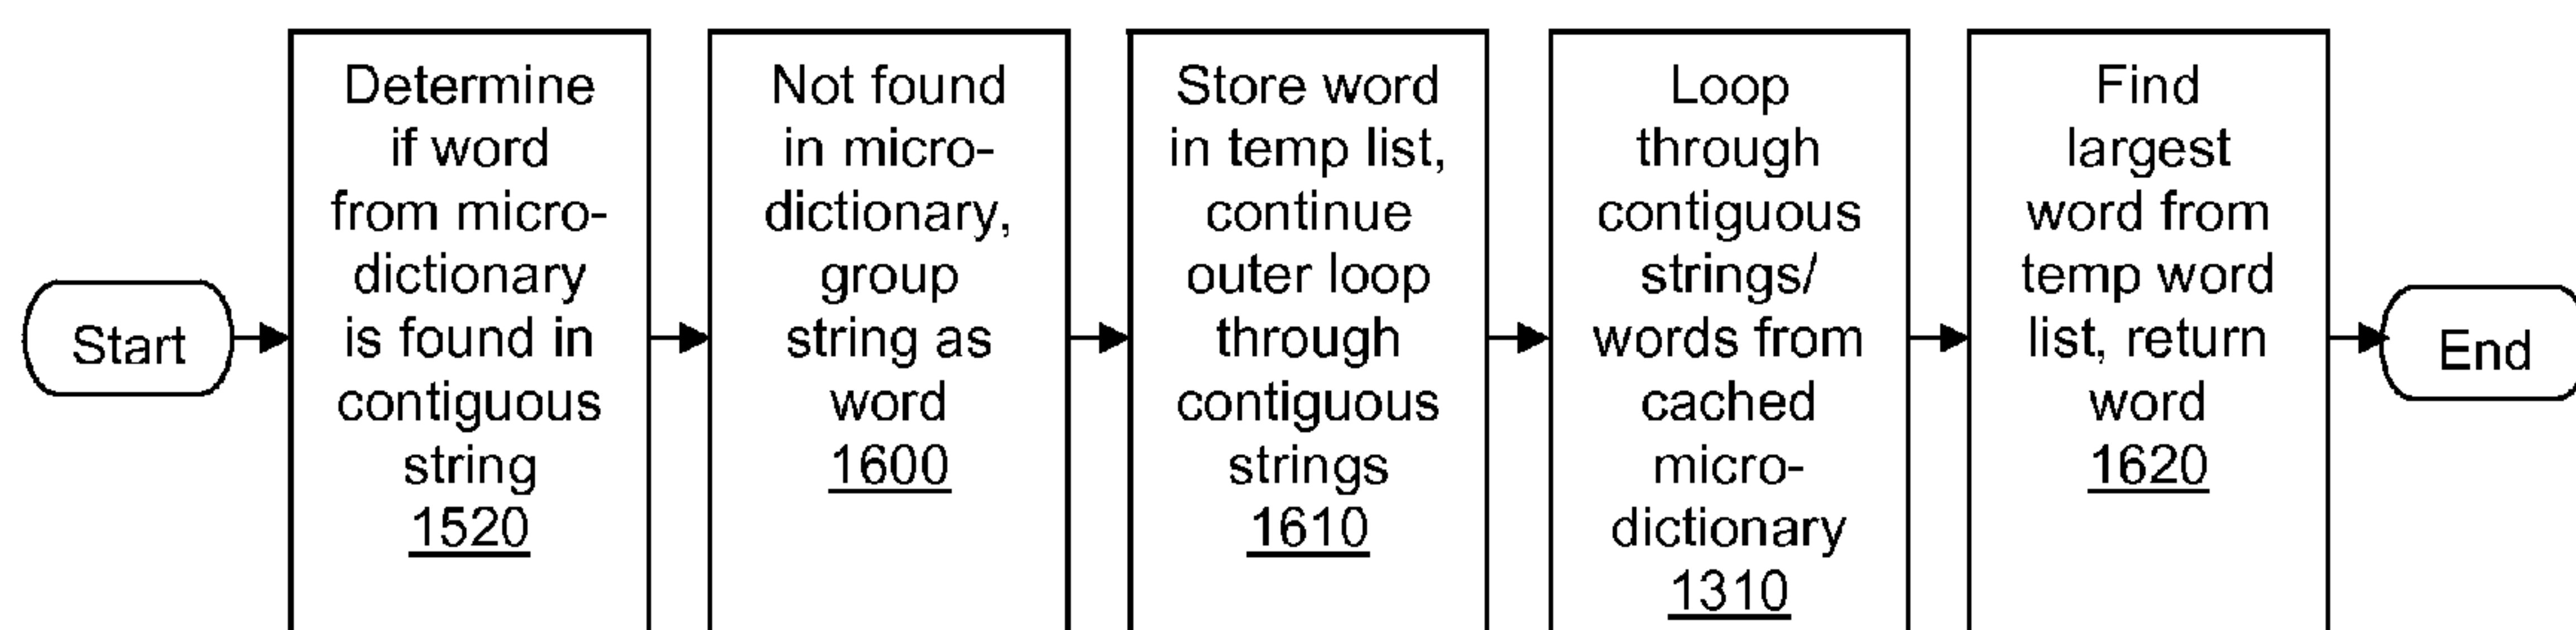 Start
Determine
if word
from micro-
dictionary
is found in
contiguous
string
1520
Not found
in micro-
dictionary,
group
string as
word
1600
Store word
in temp list,
continue
outer loop
through
contiguous
strings
1610
Loop
through
contiguous
strings/
words from
cached
micro-
dictionary
1310
Find
largest
word from
temp word
list, return
word
1620
End